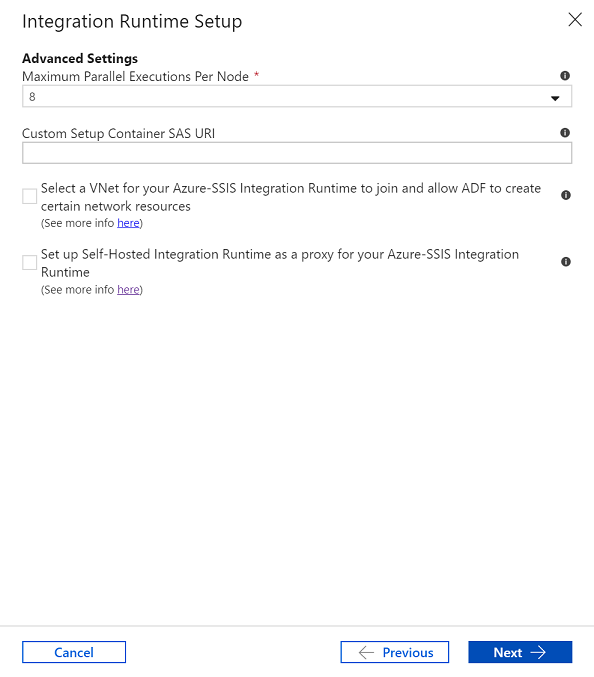 Integration Runtime Setup
Advanced Settings
Maximum Parallel Executions Per Node *
8
Custom Setup Container SAS URI
Select a VNet for your Azure-SSIS Integration Runtime to join and allow ADF to create
certain network resources
(See more info here)
Set up Self-Hosted Integration Runtime as a proxy for your Azure-SSIS Integration
Runtime
(See more info here)
Cancel
Previous
Next